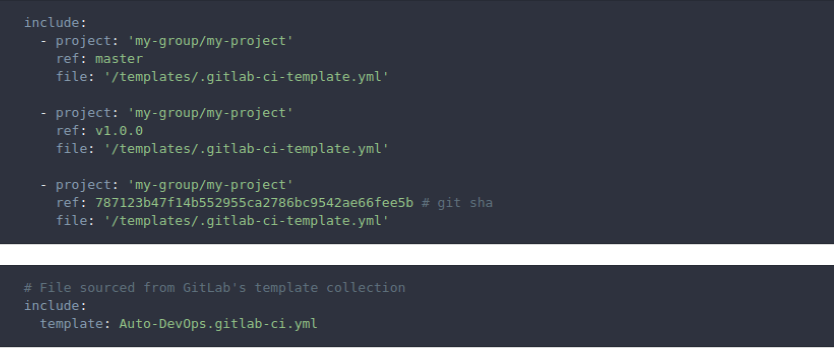 include:
  - project: 'my-group/my-project'
    ref: master
    file: '/templates/.gitlab-ci-template.yml'

  - project: 'my-group/my-project'
    ref: v1.0.0
    file: '/templates/.gitlab-ci-template.yml'

  - project: 'my-group/my-project'
    ref: 787123b47f14b552955ca2786bc9542ae66fee5b # git sha
    file: '/templates/.gitlab-ci-template.yml'

# File sourced from GitLab's template collection
include:
  template: Auto-DevOps.gitlab-ci.yml